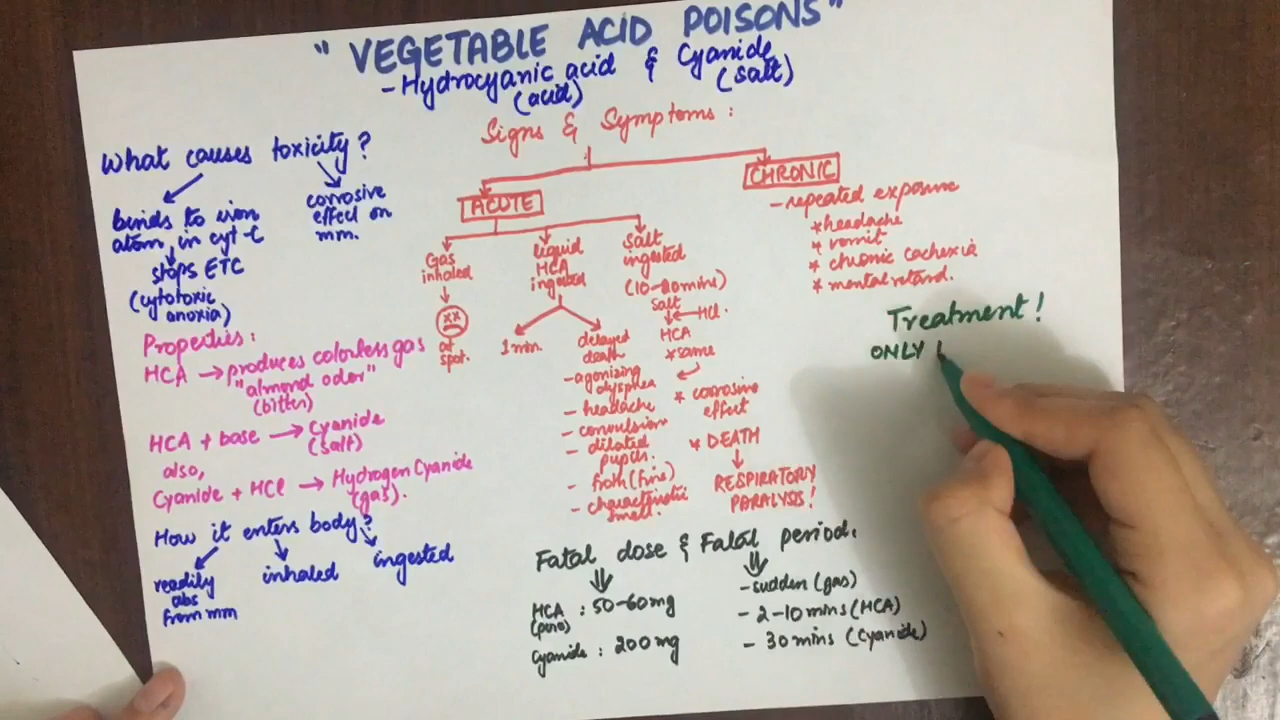 "VEGETABLE ACID POISONS"
-Hydrocyanic acid & Cyanide
(acid) (salt)
What causes toxicity?
binds to iron
atom in cyt-C
stops ETC
(cytotoxic
anoxia)
corrosive
effect on
mm.
Properties:
HCA → produces colorless gas
"almond odor"
(bitter)
HCA + base → Cyanide
(salt)
also,
Cyanide + HCl → Hydrogen Cyanide
(gas).
How it enters body?
readily
abs
from mm
inhaled
ingested
Signs & Symptoms:
ACUTE
Gas
inhaled
xx
at
spot.
liquid
HCA
ingested
1 min.
delayed
death
-agonizing
dyspnea
- headache
- convulsion
- dilated
pupils.
- froth (fine)
- characteristic
smell.
salt
ingested
(10-20mins)
salt
← HCl.
HCA
*same
* corrosive
effect
* DEATH
RESPIRATORY
PARALYSIS!
CHRONIC
- repeated exposure
* headache
* vomit
* chronic cachexia
* mental retard.
Fatal dose & Fatal period.
HCA : 50-60mg
(pure)
Cyanide : 200mg
- sudden (gas)
- 2-10 mins (HCA)
- 30 mins (Cyanide)
Treatment!
ONLY